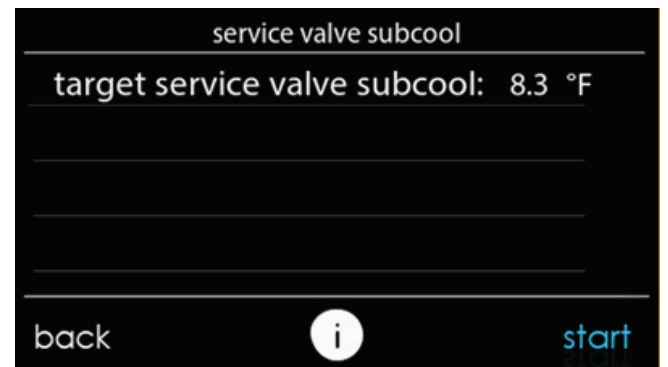 service valve subcool
target service valve subcool: 8.3 °F
back
i
start